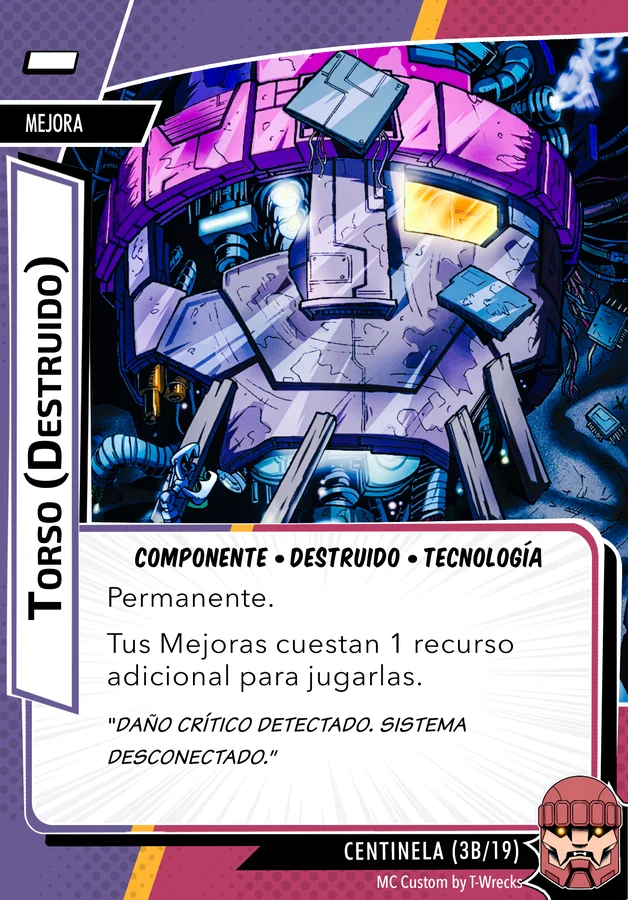 MEJORA
TORSO (DESTRUIDO)
COMPONENTE • DESTRUIDO • TECNOLOGÍA
Permanente.
Tus Mejoras cuestan 1 recurso
adicional para jugarlas.
"DAÑO CRÍTICO DETECTADO. SISTEMA
DESCONECTADO."
CENTINELA (3B/19)
MC Custom by T-Wrecks